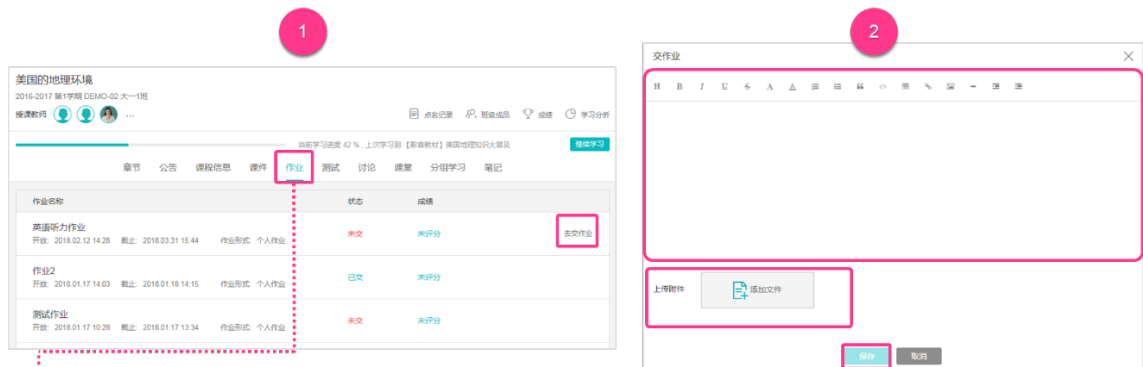 1
美国的地理环境
2016-2017 第1学期 DEMO-02 大一1班
授课教师 ...
点名记录 班级成员 成绩 学习分析
当前学习进度 42 % , 上次学习到 【新音教材】美国地理知识大普及 继续学习
章节 公告 课程信息 课件 作业 测试 讨论 课堂 分组学习 笔记
作业名称 状态 成绩
英语听力作业 未交 未评分 去交作业
开放: 2018.02.12 14:28 截止: 2018.03.31 15:44 作业形式: 个人作业
作业2 已交 未评分
开放: 2018.01.17 14:03 截止: 2018.01.18 14:15 作业形式: 个人作业
测试作业 未交 未评分
开放: 2018.01.17 10:28 截止: 2018.01.17 13:34 作业形式: 个人作业
2
交作业
H B I U S A
上传附件 添加文件
保存 取消